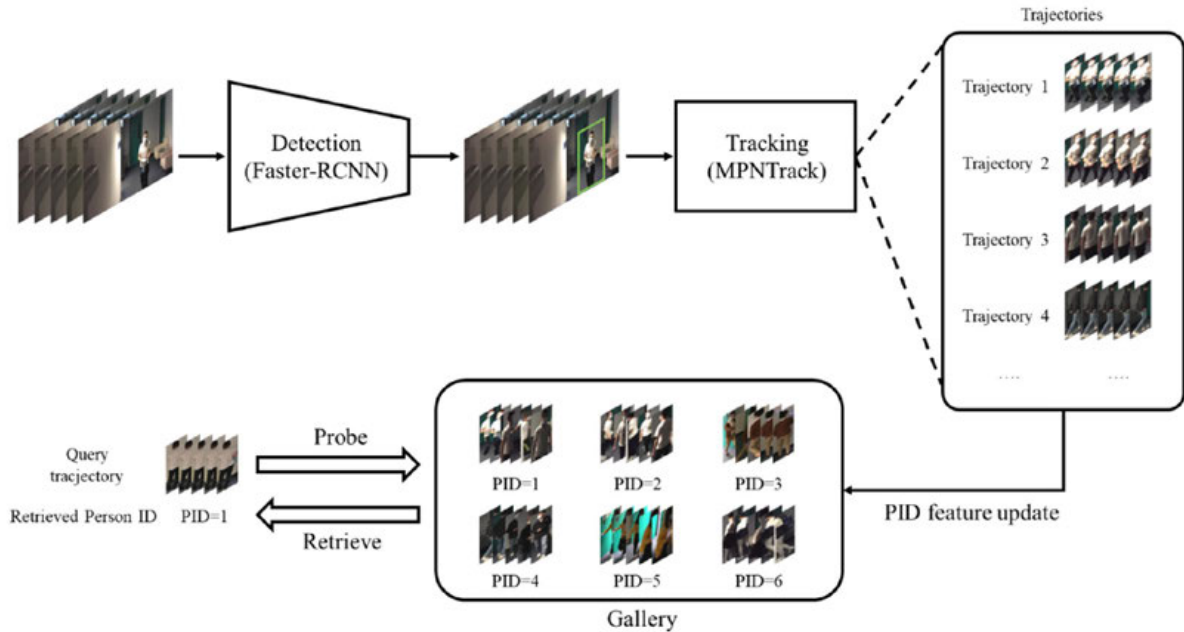 Trajectories
Detection
(Faster-RCNN)
Tracking
(MPNTrack)
Trajectory 1
Trajectory 2
Trajectory 3
Trajectory 4
.... ....
Query
tracjectory
Probe
Retrieved Person ID
PID=1
Retrieve
PID=1 PID=2 PID=3
PID=4 PID=5 PID=6
Gallery
PID feature update